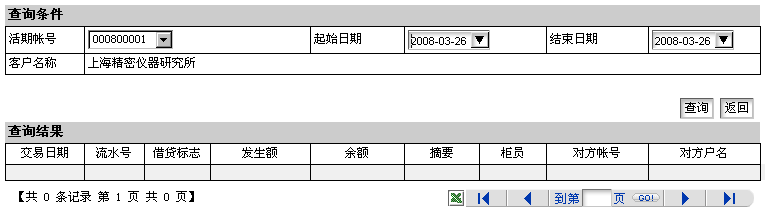 查询条件
活期帐号 000800001 起始日期 2008-03-26 结束日期 2008-03-26
客户名称 上海精密仪器研究所
查询 返回
查询结果
交易日期 流水号 借贷标志 发生额 余额 摘要 柜员 对方帐号 对方户名
【共 0 条记录 第 1 页 共 0 页】 到第 页 GO!